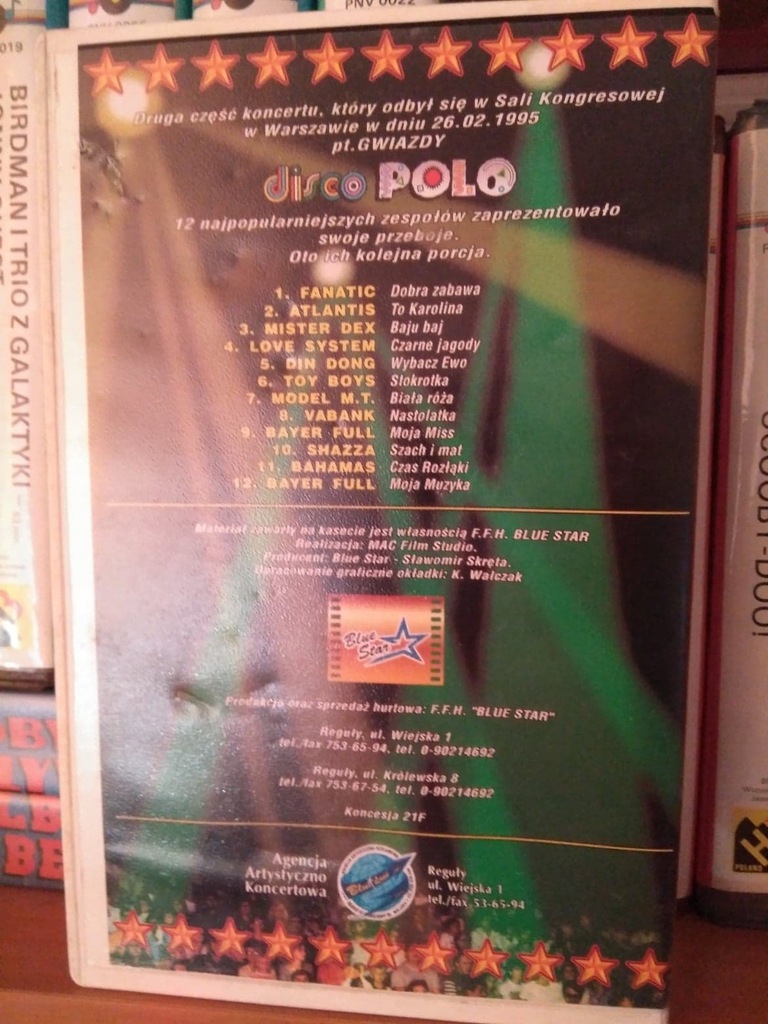 PNV 0022
019
BIRDMAN I TRIO Z GALAKTYKI
Druga część koncertu, który odbył się w Sali Kongresowej
w Warszawie w dniu 26.02.1995
pt.GWIAZDY
disco POLO
12 najpopularniejszych zespołów zaprezentowało
swoje przeboje.
Oto ich kolejna porcja.
1. FANATIC Dobra zabawa
2. ATLANTIS To Karolina
3. MISTER DEX Baju baj
4. LOVE SYSTEM Czarne jagody
5. DIN DONG Wybacz Ewo
6. TOY BOYS Stokrotka
7. MODEL M.T. Biała róża
8. VABANK Nastolatka
9. BAYER FULL Moja Miss
10. SHAZZA Szach i mat
11. BAHAMAS Czas Rozłąki
12. BAYER FULL Moja Muzyka
Materiał zawarty na kasecie jest własnością F.F.H. BLUE STAR
Realizacja: MAC Film Studio.
Producent: Blue Star - Sławomir Skręta.
Opracowanie graficzne okładki: K. Walczak
Blue
Star
Produkcja oraz sprzedaż hurtowa: F.F.H. "BLUE STAR"
Reguły, ul. Wiejska 1
tel./fax 753-65-94, tel. 0-90214692
Reguły, ul. Królewska 8
tel./fax 753-67-54, tel. 0-90214692
Koncesja 21F
Agencja
Artystyczno
Koncertowa
Blue Star
Reguły
ul. Wiejska 1
tel./fax 53-65-94
POLAND